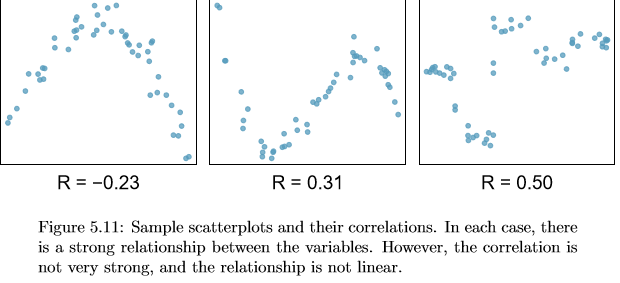 R = −0.23
R = 0.31
R = 0.50
Figure 5.11: Sample scatterplots and their correlations. In each case, there
is a strong relationship between the variables. However, the correlation is
not very strong, and the relationship is not linear.